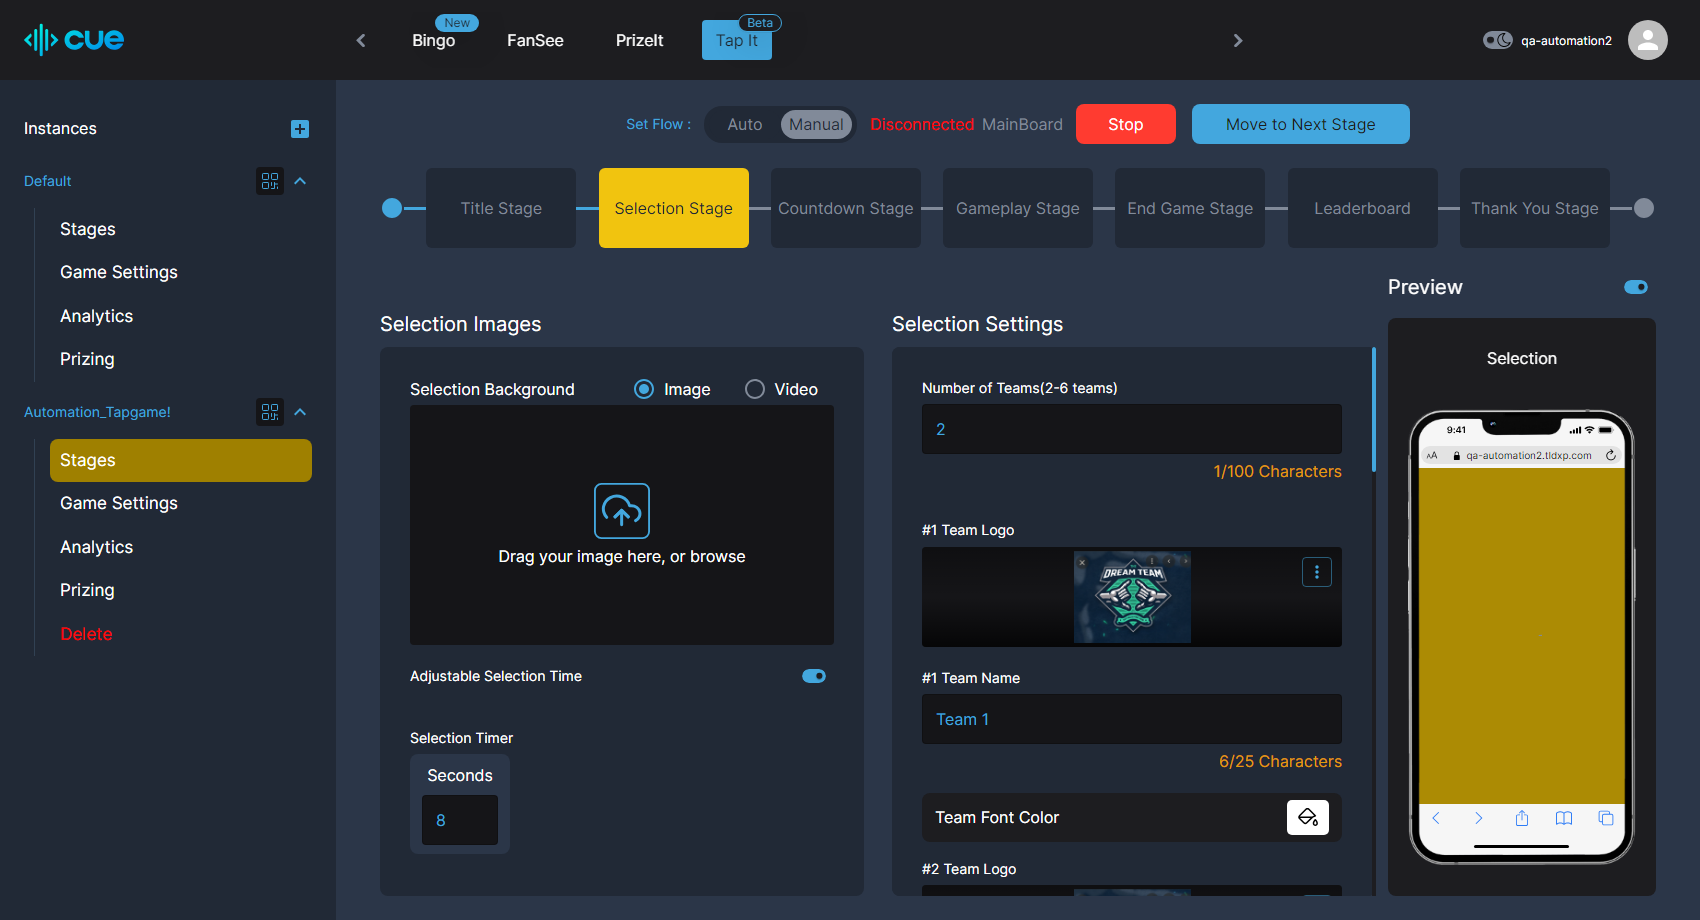 cue
New
Bingo
FanSee
PrizeIt
Beta
Tap It
qa-automation2
Instances
Default
Stages
Game Settings
Analytics
Prizing
Automation_Tapgame!
Stages
Game Settings
Analytics
Prizing
Delete
Set Flow :
Auto
Manual
Disconnected MainBoard
Stop
Move to Next Stage
Title Stage
Selection Stage
Countdown Stage
Gameplay Stage
End Game Stage
Leaderboard
Thank You Stage
Selection Images
Selection Background
Image
Video
Drag your image here, or browse
Adjustable Selection Time
Selection Timer
Seconds
8
Selection Settings
Number of Teams(2-6 teams)
2
1/100 Characters
#1 Team Logo
DREAM TEAM
#1 Team Name
Team 1
6/25 Characters
Team Font Color
#2 Team Logo
Preview
Selection
9:41
AA qa-automation2.tldxp.com